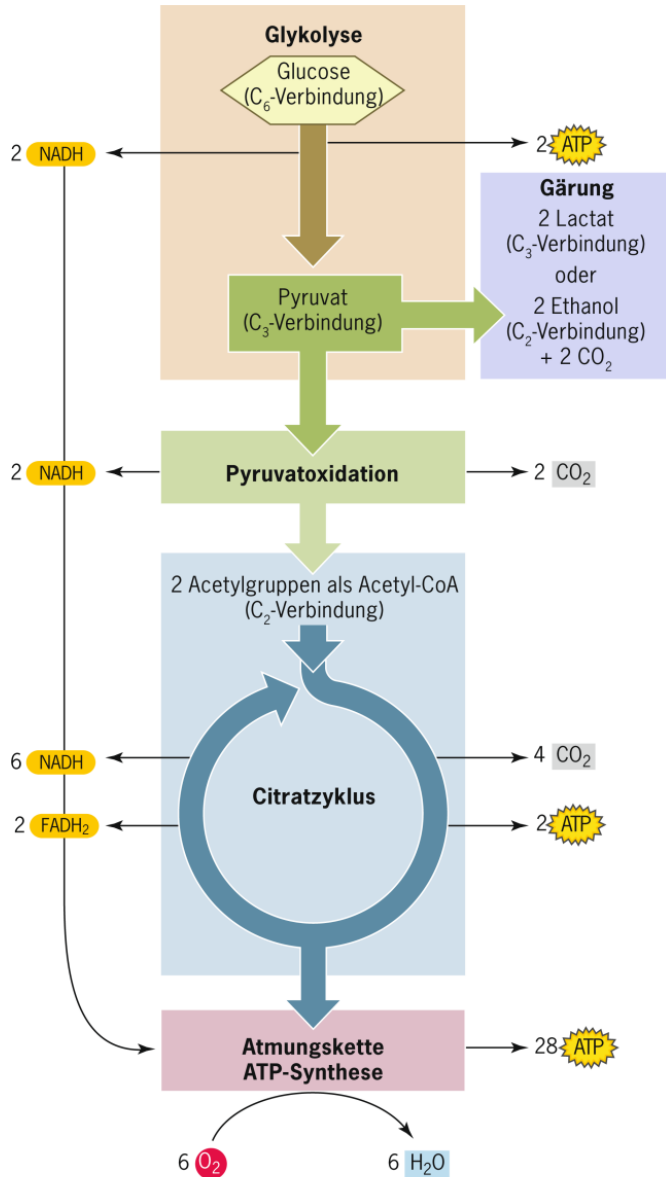 Glykolyse
Glucose
(C₆-Verbindung)
2 NADH
2 ATP
Gärung
2 Lactat
(C₃-Verbindung)
oder
2 Ethanol
(C₂-Verbindung)
+ 2 CO₂
Pyruvat
(C₃-Verbindung)
2 NADH
Pyruvatoxidation
2 CO₂
2 Acetylgruppen als Acetyl-CoA
(C₂-Verbindung)
6 NADH
4 CO₂
Citratzyklus
2 FADH₂
2 ATP
Atmungskette
ATP-Synthese
28 ATP
6 O₂
6 H₂O